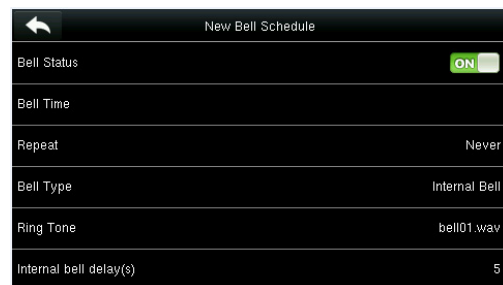 New Bell Schedule
Bell Status ON
Bell Time
Repeat Never
Bell Type Internal Bell
Ring Tone bell01.wav
Internal bell delay(s) 5